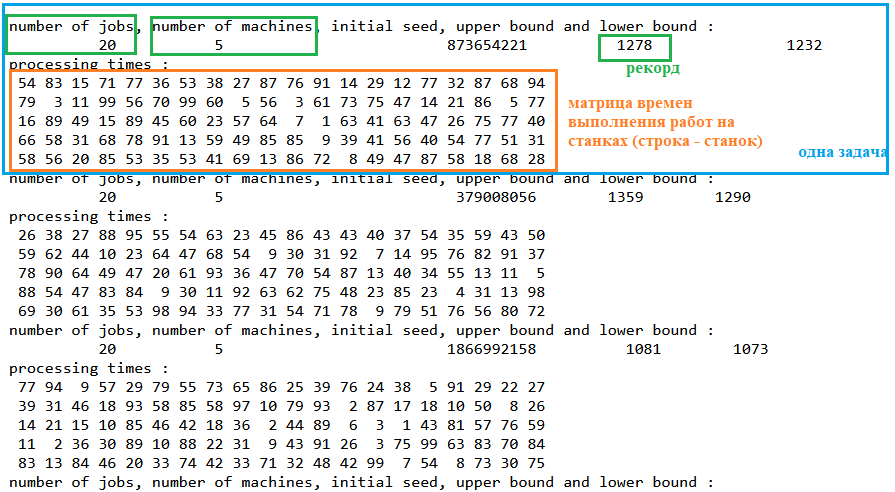 number of jobs, number of machines, initial seed, upper bound and lower bound :
20 5 873654221 1278 1232
processing times :
рекорд
54 83 15 71 77 36 53 38 27 87 76 91 14 29 12 77 32 87 68 94
79 3 11 99 56 70 99 60 5 56 3 61 73 75 47 14 21 86 5 77
16 89 49 15 89 45 60 23 57 64 7 1 63 41 63 47 26 75 77 40
66 58 31 68 78 91 13 59 49 85 85 9 39 41 56 40 54 77 51 31
58 56 20 85 53 35 53 41 69 13 86 72 8 49 47 87 58 18 68 28
матрица времен
выполнения работ на
станках (строка - станок)
одна задача
number of jobs, number of machines, initial seed, upper bound and lower bound :
20 5 379008056 1359 1290
processing times :
26 38 27 88 95 55 54 63 23 45 86 43 43 40 37 54 35 59 43 50
59 62 44 10 23 64 47 68 54 9 30 31 92 7 14 95 76 82 91 37
78 90 64 49 47 20 61 93 36 47 70 54 87 13 40 34 55 13 11 5
88 54 47 83 84 9 30 11 92 63 62 75 48 23 85 23 4 31 13 98
69 30 61 35 53 98 94 33 77 31 54 71 78 9 79 51 76 56 80 72
number of jobs, number of machines, initial seed, upper bound and lower bound :
20 5 1866992158 1081 1073
processing times :
77 94 9 57 29 79 55 73 65 86 25 39 76 24 38 5 91 29 22 27
39 31 46 18 93 58 85 58 97 10 79 93 2 87 17 18 10 50 8 26
14 21 15 10 85 46 42 18 36 2 44 89 6 3 1 43 81 57 76 59
11 2 36 30 89 10 88 22 31 9 43 91 26 3 75 99 63 83 70 84
83 13 84 46 20 33 74 42 33 71 32 48 42 99 7 54 8 73 30 75
number of jobs, number of machines, initial seed, upper bound and lower bound :